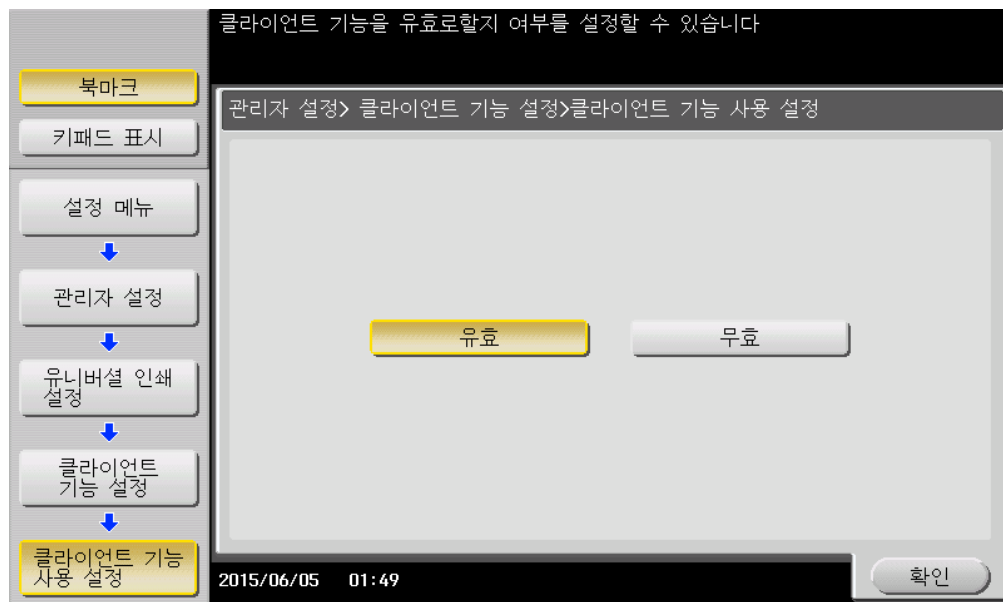 클라이언트 기능을 유효로할지 여부를 설정할 수 있습니다
북마크
키패드 표시
관리자 설정> 클라이언트 기능 설정>클라이언트 기능 사용 설정
설정 메뉴
관리자 설정
유니버셜 인쇄
설정
클라이언트
기능 설정
클라이언트 기능
사용 설정
유효
무효
2015/06/05 01:49
확인